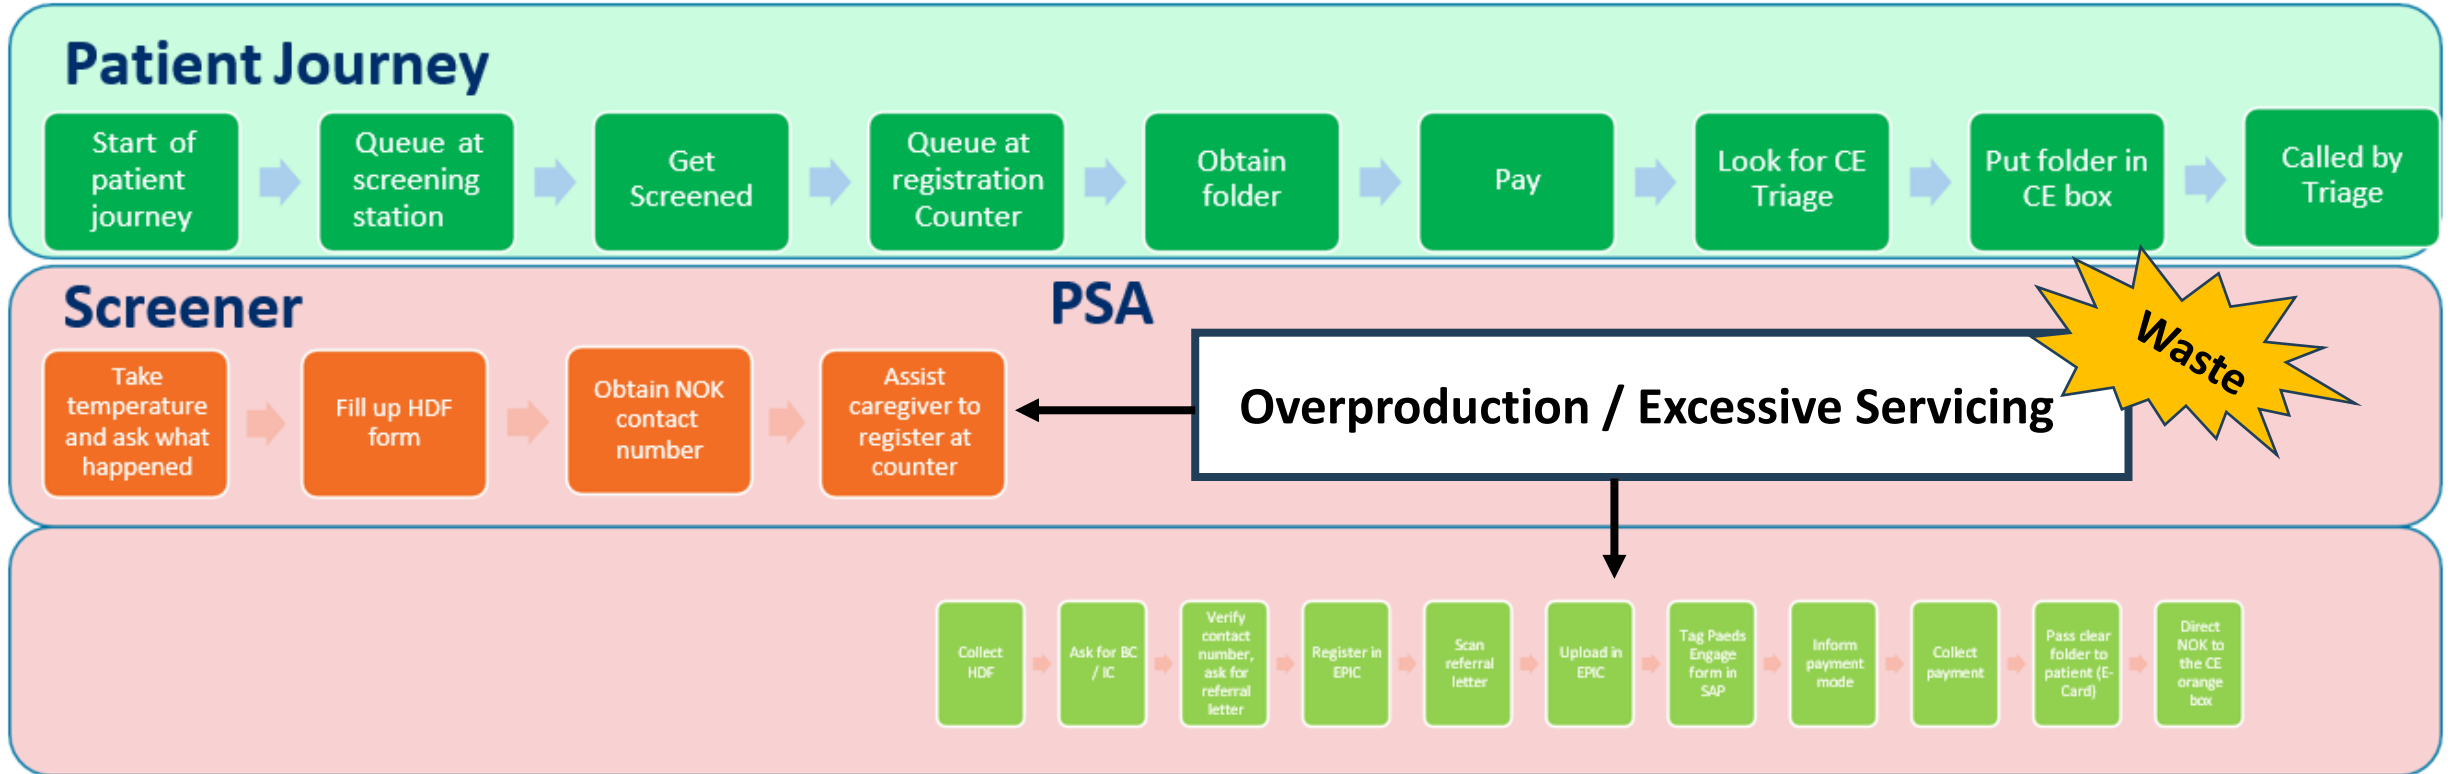 Patient Journey
Start of
patient
journey
Queue at
screening
station
Get
Screened
Queue at
registration
Counter
Obtain
folder
Pay
Look for CE
Triage
Put folder in
CE box
Called by
Triage
Screener
PSA
Take
temperature
and ask what
happened
Fill up HDF
form
Obtain NOK
contact
number
Assist
caregiver to
register at
counter
Overproduction / Excessive Servicing
Waste
Collect
HDF
Ask for BC
/ IC
Verify
contact
number,
ask for
referral
letter
Register in
EPIC
Scan
referral
letter
Upload in
EPIC
Tag Paeds
Engage
form in
SAP
Inform
payment
mode
Collect
payment
Pass clear
folder to
patient (E-
Card)
Direct
NOK to
the CE
orange
box